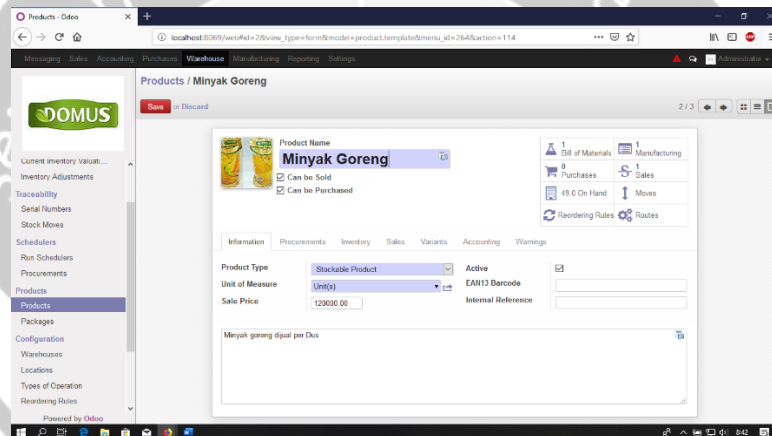 Products - Odoo
localhost:8069/web#id=2&view_type=form&model=product.template&menu_id=264&action=114
Messaging Sales Accounting Purchases Warehouse Manufacturing Reporting Settings Administrator
DOMUS
Products / Minyak Goreng
Save or Discard
2 / 3
Current Inventory Valuati...
Inventory Adjustments
Traceability
Serial Numbers
Stock Moves
Schedulers
Run Schedulers
Procurements
Products
Products
Packages
Configuration
Warehouses
Locations
Types of Operation
Reordering Rules
Powered by Odoo
Product Name
Minyak Goreng
Can be Sold
Can be Purchased
1 Bill of Materials
1 Manufacturing
0 Purchases
1 Sales
49.0 On Hand
Moves
Reordering Rules
Routes
Information Procurements Inventory Sales Variants Accounting Warnings
Product Type Stockable Product Active
Unit of Measure Unit(s) EAN13 Barcode
Sale Price 120000.00 Internal Reference
Minyak goreng dijual per Dus
8:42